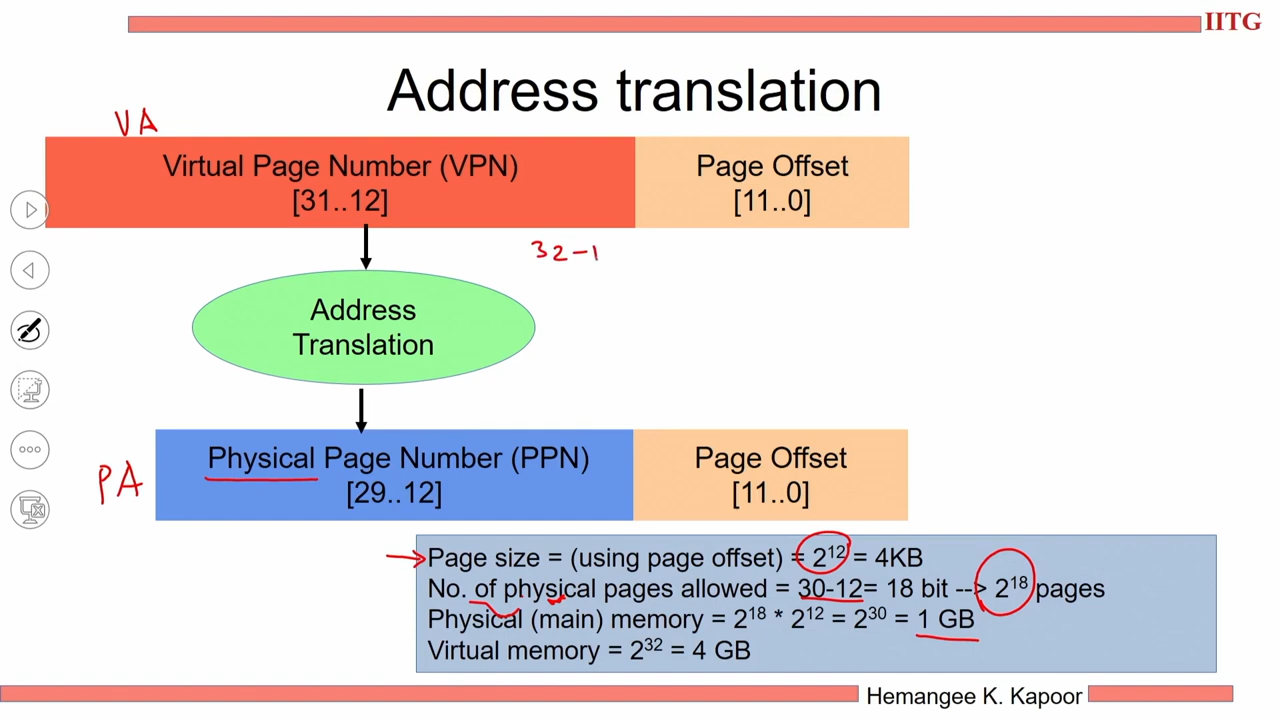 IITG
Address translation
VA
Virtual Page Number (VPN)
[31..12]
Page Offset
[11..0]
32-1
Address
Translation
PA
Physical Page Number (PPN)
[29..12]
Page Offset
[11..0]
Page size = (using page offset) = 2¹² = 4KB
No. of physical pages allowed = 30-12= 18 bit --> 2¹⁸ pages
Physical (main) memory = 2¹⁸ * 2¹² = 2³⁰ = 1 GB
Virtual memory = 2³² = 4 GB
Hemangee K. Kapoor